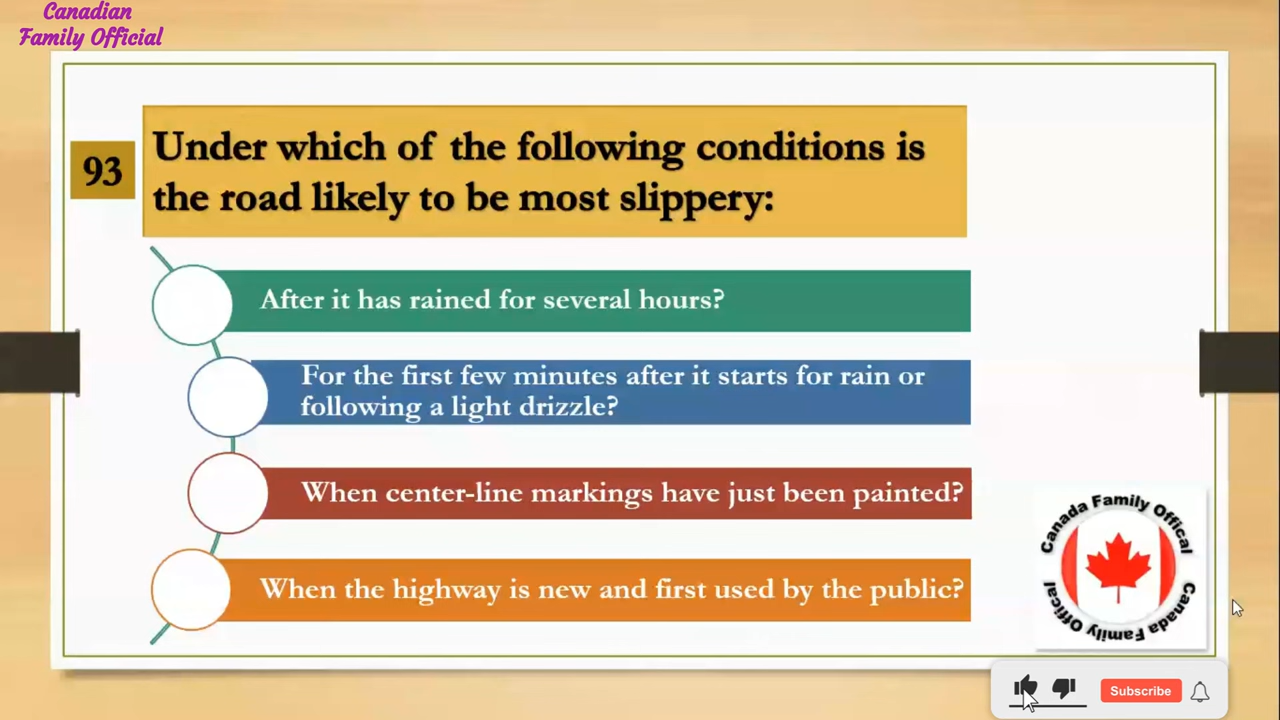 Canadian
Family Official
93
Under which of the following conditions is
the road likely to be most slippery:
After it has rained for several hours?
For the first few minutes after it starts for rain or
following a light drizzle?
When center-line markings have just been painted?
When the highway is new and first used by the public?
Canada Family Offical
Canada Family Offical
Subscribe